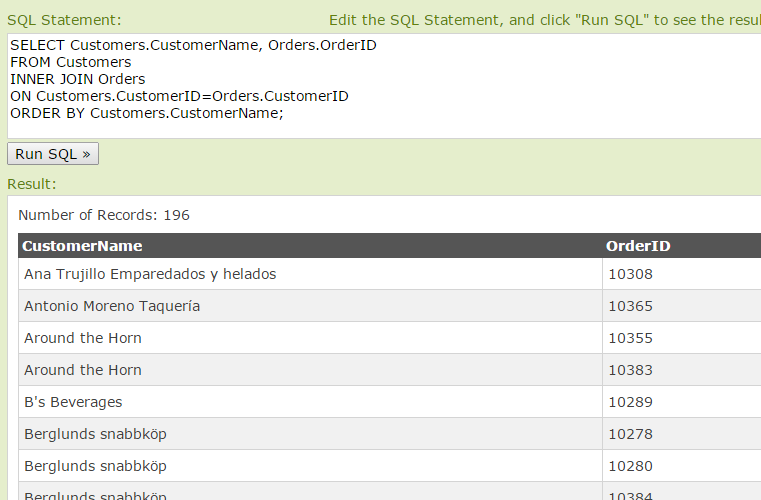 SQL Statement: Edit the SQL Statement, and click "Run SQL" to see the resul
SELECT Customers.CustomerName, Orders.OrderID
FROM Customers
INNER JOIN Orders
ON Customers.CustomerID=Orders.CustomerID
ORDER BY Customers.CustomerName;
Run SQL »
Result:
Number of Records: 196
CustomerName OrderID
Ana Trujillo Emparedados y helados 10308
Antonio Moreno Taquería 10365
Around the Horn 10355
Around the Horn 10383
B's Beverages 10289
Berglunds snabbköp 10278
Berglunds snabbköp 10280
Berglunds snabbköp 10384